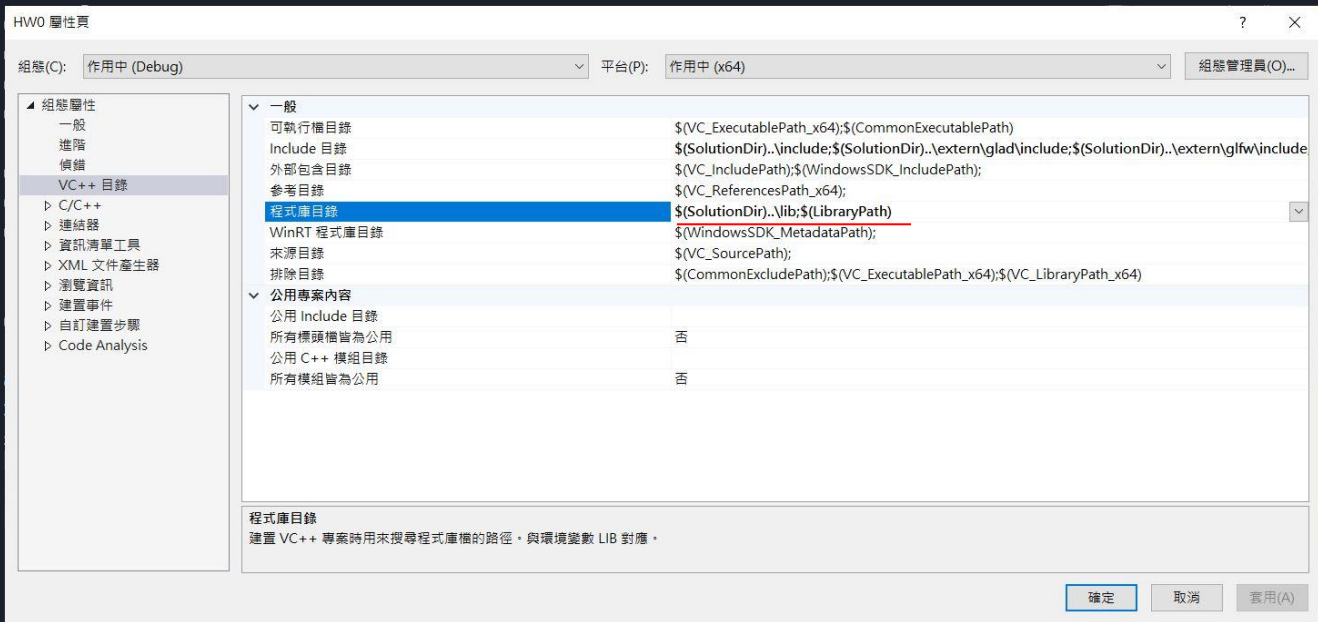 HW0 屬性頁
?
組態(C):
作用中 (Debug)
平台(P):
作用中 (x64)
組態管理員(O)...
組態屬性
一般
進階
偵錯
VC++ 目錄
C/C++
連結器
資訊清單工具
XML 文件產生器
瀏覽資訊
建置事件
自訂建置步驟
Code Analysis
一般
可執行檔目錄 $(VC_ExecutablePath_x64);$(CommonExecutablePath)
Include 目錄 $(SolutionDir)..\include;$(SolutionDir)..\extern\glad\include;$(SolutionDir)..\extern\glfw\include
外部包含目錄 $(VC_IncludePath);$(WindowsSDK_IncludePath);
參考目錄 $(VC_ReferencesPath_x64);
程式庫目錄 $(SolutionDir)..\lib;$(LibraryPath)
WinRT 程式庫目錄 $(WindowsSDK_MetadataPath);
來源目錄 $(VC_SourcePath);
排除目錄 $(CommonExcludePath);$(VC_ExecutablePath_x64);$(VC_LibraryPath_x64)
公用專案內容
公用 Include 目錄
所有標頭檔皆為公用 否
公用 C++ 模組目錄
所有模組皆為公用 否
程式庫目錄
建置 VC++ 專案時用來搜尋程式庫檔的路徑。與環境變數 LIB 對應。
確定
取消
套用(A)